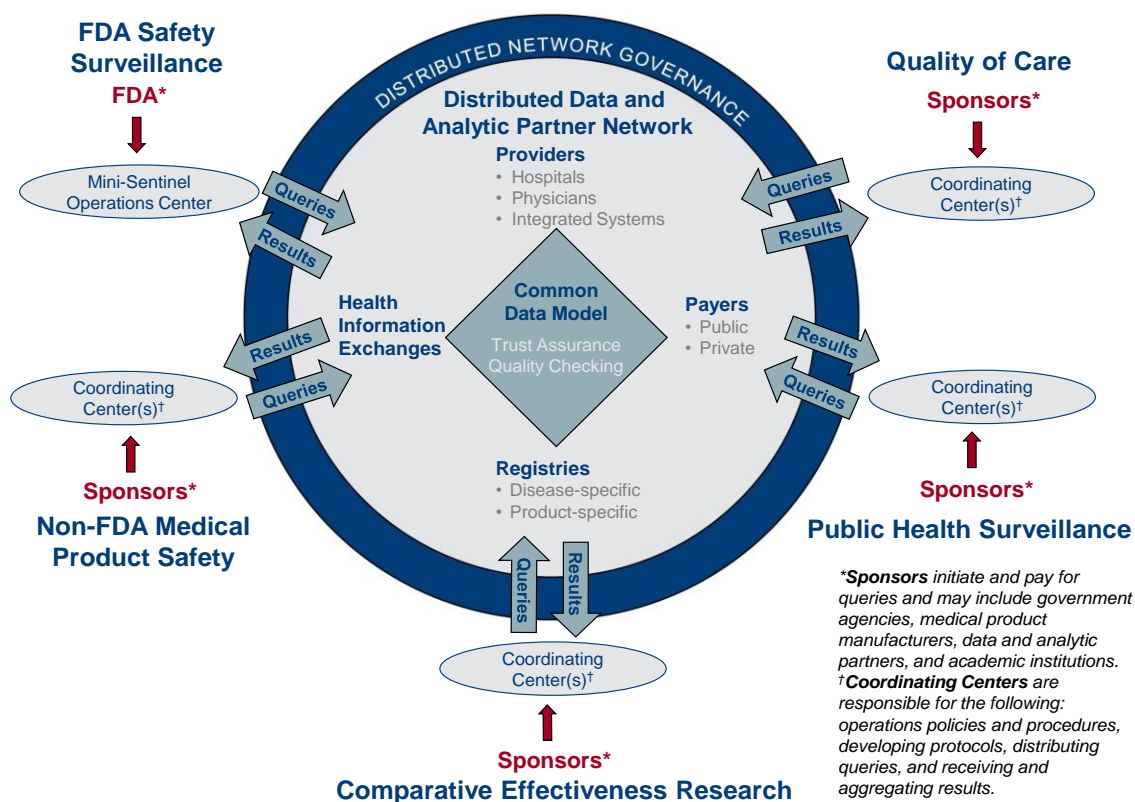 FDA Safety
Surveillance
FDA*
Mini-Sentinel
Operations Center
Queries
Results
DISTRIBUTED NETWORK GOVERNANCE
Distributed Data and
Analytic Partner Network
Providers
• Hospitals
• Physicians
• Integrated Systems
Quality of Care
Sponsors*
Coordinating
Center(s)†
Queries
Results
Health
Information
Exchanges
Common
Data Model
Trust Assurance
Quality Checking
Payers
• Public
• Private
Results
Queries
Coordinating
Center(s)†
Sponsors*
Non-FDA Medical
Product Safety
Results
Queries
Coordinating
Center(s)†
Sponsors*
Public Health Surveillance
Registries
• Disease-specific
• Product-specific
Queries
Results
Coordinating
Center(s)†
Sponsors*
Comparative Effectiveness Research
*Sponsors initiate and pay for
queries and may include government
agencies, medical product
manufacturers, data and analytic
partners, and academic institutions.
†Coordinating Centers are
responsible for the following:
operations policies and procedures,
developing protocols, distributing
queries, and receiving and
aggregating results.